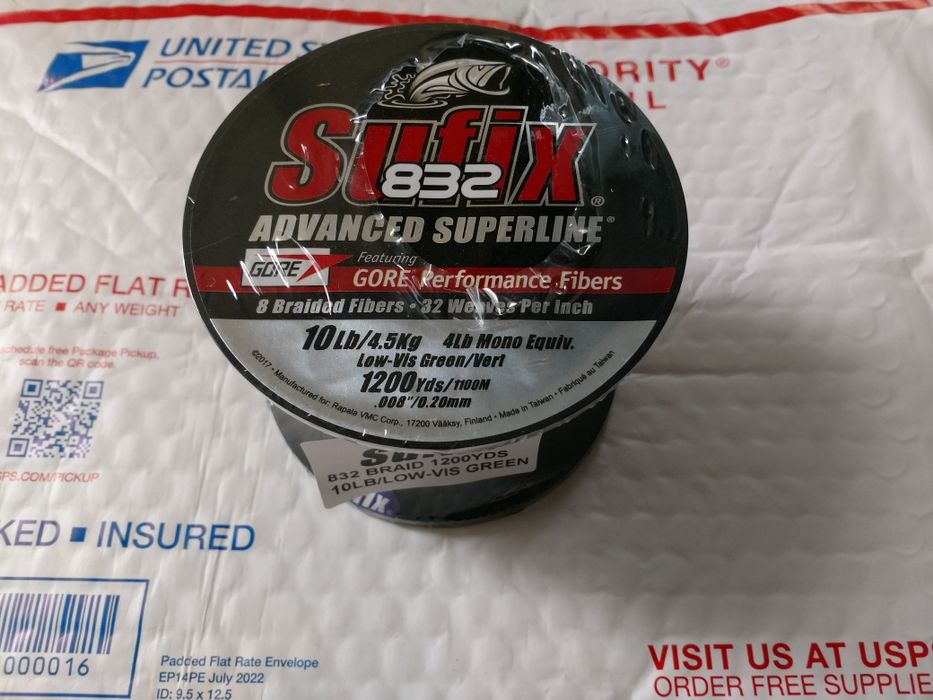 UNITED
POSTAL
ORITY®
IL
Sufix
832
®
ADVANCED SUPERLINE®
GORE
Featuring
GORE Performance Fibers
8 Braided Fibers • 32 Weaves Per Inch
10Lb/4.5Kg 4Lb Mono Equiv.
Low-Vis Green/Vert
1200Yds/1100M
.008"/0.20mm
©2017 • Manufactured for: Rapala VMC Corp., 17200 Vääksy, Finland • Made in Taiwan • Fabriqué au Taiwan
832 BRAID 1200YDS
10LB/LOW-VIS GREEN
IX
ADDED FLAT R
RATE ■ ANY WEIGHT
schedule free Package Pickup,
scan the QR code.
SPS.COM/PICKUP
KED ■ INSURED
000016
Padded Flat Rate Envelope
EP14PE July 2022
ID: 9.5 x 12.5
VISIT US AT USP
ORDER FREE SUPPLIE